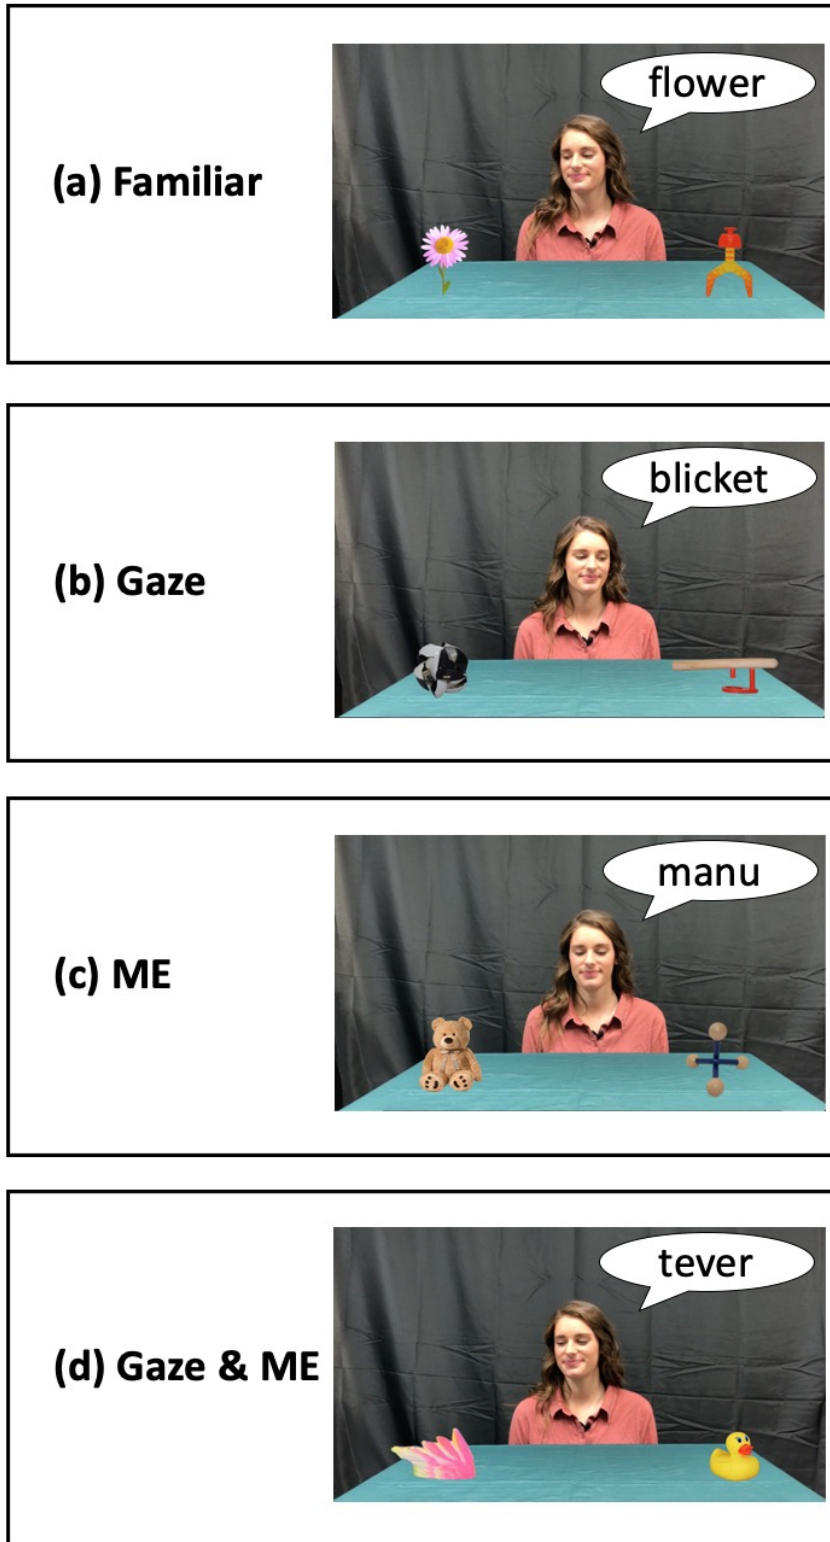 (a) Familiar
flower
(b) Gaze
blicket
(c) ME
manu
(d) Gaze & ME
tever